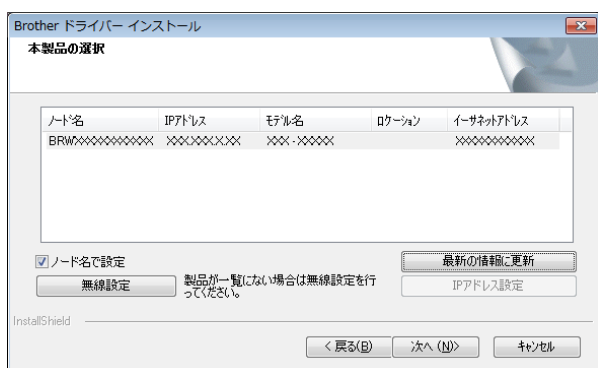 Brother ドライバー インストール
本製品の選択
ノード名 IPアドレス モデル名 ロケーション イーサネットアドレス
BRWXXXXXXXXXXXX XXX.XXX.X.XX XXX-XXXXX XXXXXXXXXXXX
ノード名で設定
最新の情報に更新
無線設定
製品が一覧にない場合は無線設定を行
ってください。
IPアドレス設定
InstallShield
< 戻る(B)
次へ (N)>
キャンセル